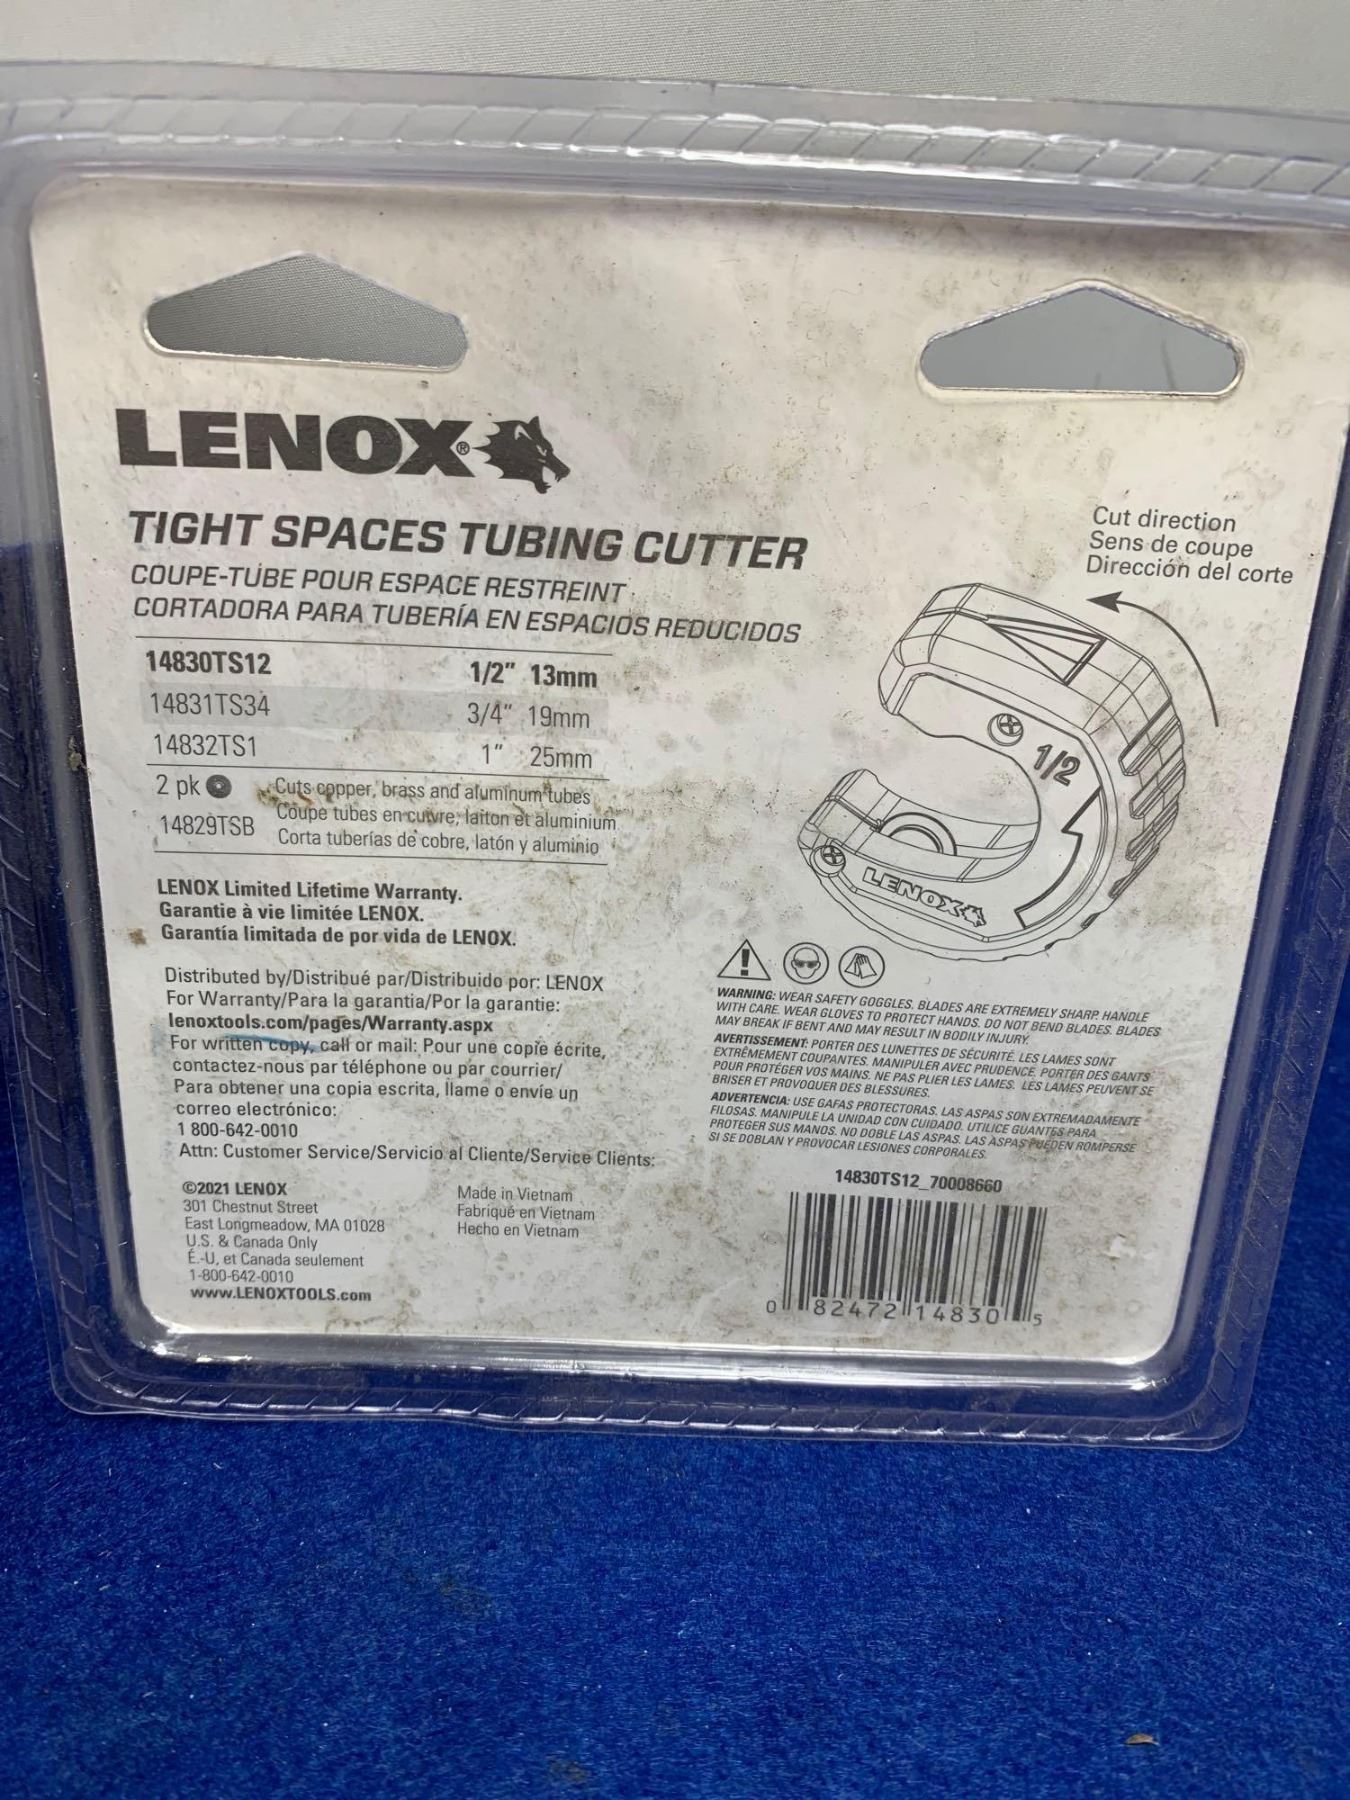 LENOX®
TIGHT SPACES TUBING CUTTER
COUPE-TUBE POUR ESPACE RESTREINT
CORTADORA PARA TUBERÍA EN ESPACIOS REDUCIDOS
14830TS12 1/2" 13mm
14831TS34 3/4" 19mm
14832TS1 1" 25mm
2 pk
14829TSB
Cuts copper, brass and aluminum tubes
Coupe tubes en cuivre, laiton et aluminium
Corta tuberías de cobre, latón y aluminio
LENOX Limited Lifetime Warranty.
Garantie à vie limitée LENOX.
Garantía limitada de por vida de LENOX.
Distributed by/Distribué par/Distribuido por: LENOX
For Warranty/Para la garantia/Por la garantie:
lenoxtools.com/pages/Warranty.aspx
For written copy, call or mail: Pour une copie écrite,
contactez-nous par téléphone ou par courrier/
Para obtener una copia escrita, llame o envíe un
correo electrónico:
1 800-642-0010
Attn: Customer Service/Servicio al Cliente/Service Clients:
©2021 LENOX
301 Chestnut Street
East Longmeadow, MA 01028
U.S. & Canada Only
É.-U, et Canada seulement
1-800-642-0010
www.LENOXTOOLS.com
Made in Vietnam
Fabriqué en Vietnam
Hecho en Vietnam
Cut direction
Sens de coupe
Dirección del corte
1/2
LENOX
WARNING: WEAR SAFETY GOGGLES. BLADES ARE EXTREMELY SHARP. HANDLE
WITH CARE. WEAR GLOVES TO PROTECT HANDS. DO NOT BEND BLADES. BLADES
MAY BREAK IF BENT AND MAY RESULT IN BODILY INJURY.
AVERTISSEMENT: PORTER DES LUNETTES DE SÉCURITÉ. LES LAMES SONT
EXTRÊMEMENT COUPANTES. MANIPULER AVEC PRUDENCE. PORTER DES GANTS
POUR PROTÉGER VOS MAINS. NE PAS PLIER LES LAMES. LES LAMES PEUVENT SE
BRISER ET PROVOQUER DES BLESSURES.
ADVERTENCIA: USE GAFAS PROTECTORAS. LAS ASPAS SON EXTREMADAMENTE
FILOSAS. MANIPULE LA UNIDAD CON CUIDADO. UTILICE GUANTES PARA
PROTEGER SUS MANOS. NO DOBLE LAS ASPAS. LAS ASPAS PUEDEN ROMPERSE
SI SE DOBLAN Y PROVOCAR LESIONES CORPORALES.
14830TS12_70008660
0 82472 14830 5